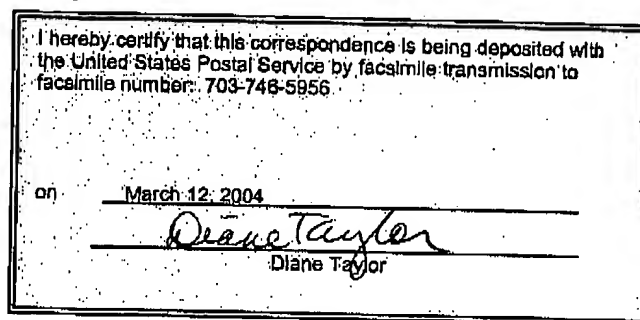 I hereby certify that this correspondence is being deposited with
the United States Postal Service by facsimile transmission to
facsimile number: 703-746-5956
on March 12, 2004
Diane Taylor
Diane Taylor